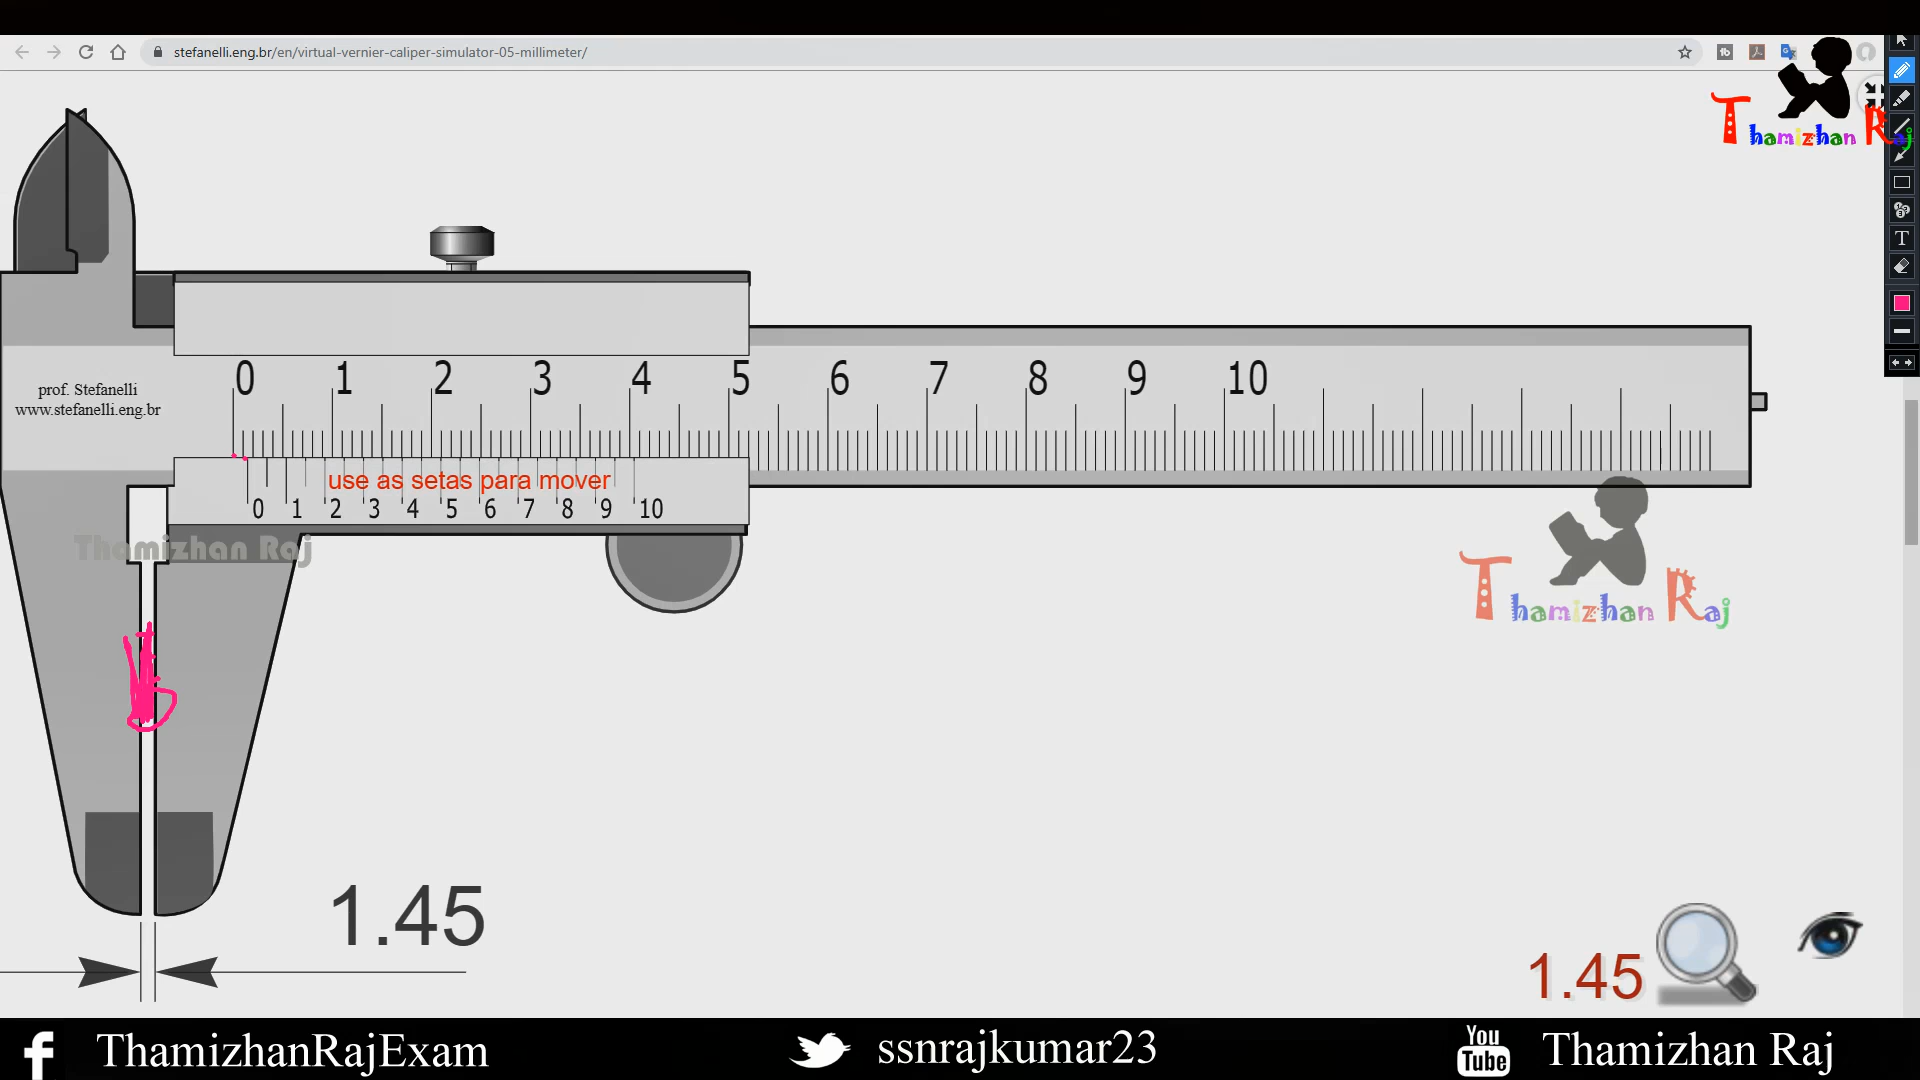 stefanelli.eng.br/en/virtual-vernier-caliper-simulator-05-millimeter/
Thamizhan Raj
prof. Stefanelli
www.stefanelli.eng.br
0 1 2 3 4 5 6 7 8 9 10
use as setas para mover
0 1 2 3 4 5 6 7 8 9 10
Thamizhan Raj
Thamizhan Raj
1.45
1.45
ThamizhanRajExam
ssnrajkumar23
You
Tube
Thamizhan Raj